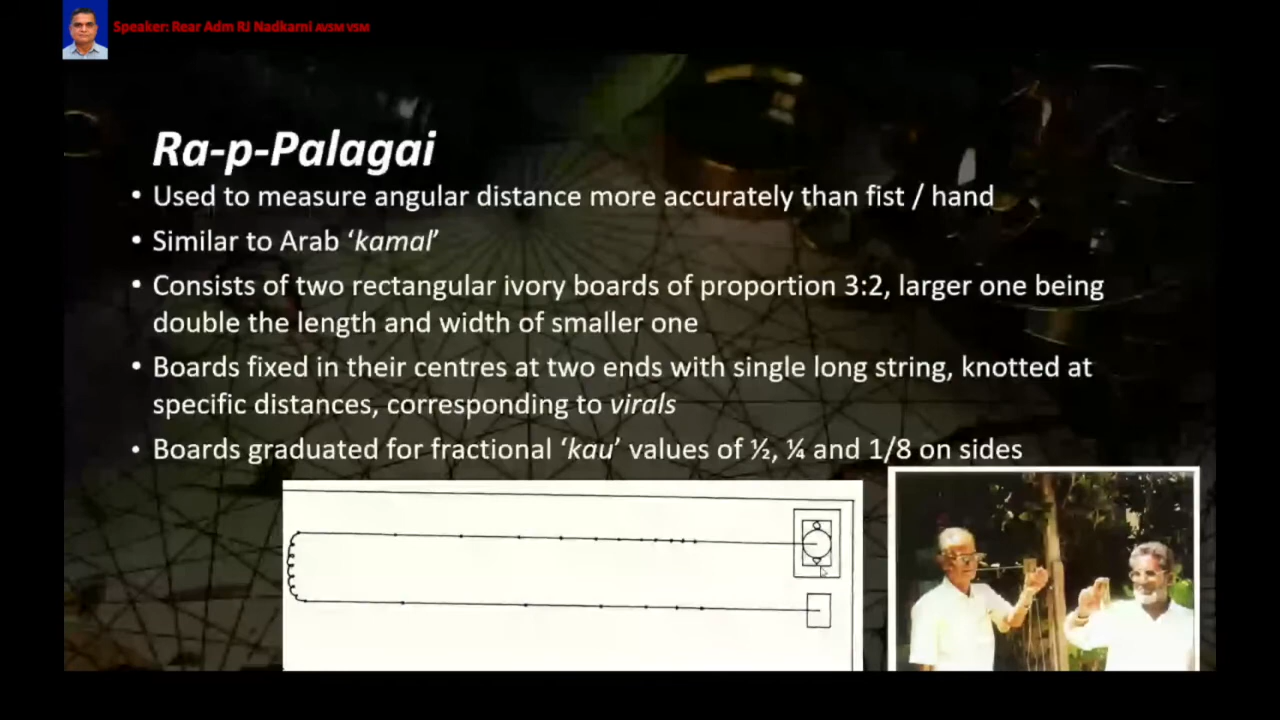 Speaker: Rear Adm RJ Nadkarni AVSM VSM
Ra-p-Palagai
• Used to measure angular distance more accurately than fist / hand
• Similar to Arab ‘kamal’
• Consists of two rectangular ivory boards of proportion 3:2, larger one being
double the length and width of smaller one
• Boards fixed in their centres at two ends with single long string, knotted at
specific distances, corresponding to virals
• Boards graduated for fractional ‘kau’ values of ½, ¼ and 1/8 on sides